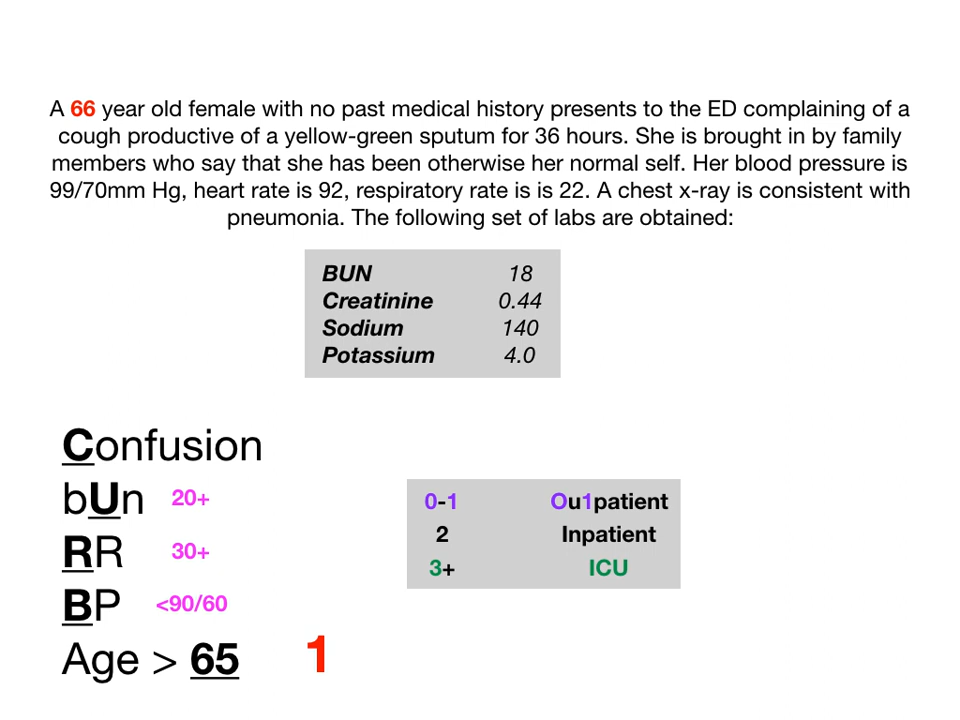 A 66 year old female with no past medical history presents to the ED complaining of a
cough productive of a yellow-green sputum for 36 hours. She is brought in by family
members who say that she has been otherwise her normal self. Her blood pressure is
99/70mm Hg, heart rate is 92, respiratory rate is is 22. A chest x-ray is consistent with
pneumonia. The following set of labs are obtained:
BUN 18
Creatinine 0.44
Sodium 140
Potassium 4.0
Confusion
bUn 20+
RR 30+
BP <90/60
Age > 65 1
0-1 Ou1patient
2 Inpatient
3+ ICU